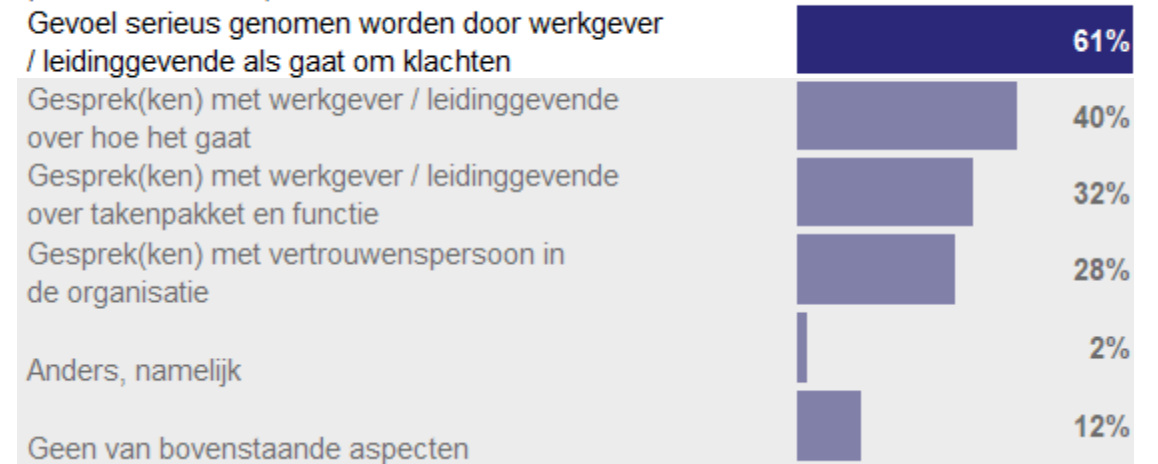 Gevoel serieus genomen worden door werkgever
/ leidinggevende als gaat om klachten
61%
Gesprek(ken) met werkgever / leidinggevende
over hoe het gaat
40%
Gesprek(ken) met werkgever / leidinggevende
over takenpakket en functie
32%
Gesprek(ken) met vertrouwenspersoon in
de organisatie
28%
Anders, namelijk
2%
Geen van bovenstaande aspecten
12%